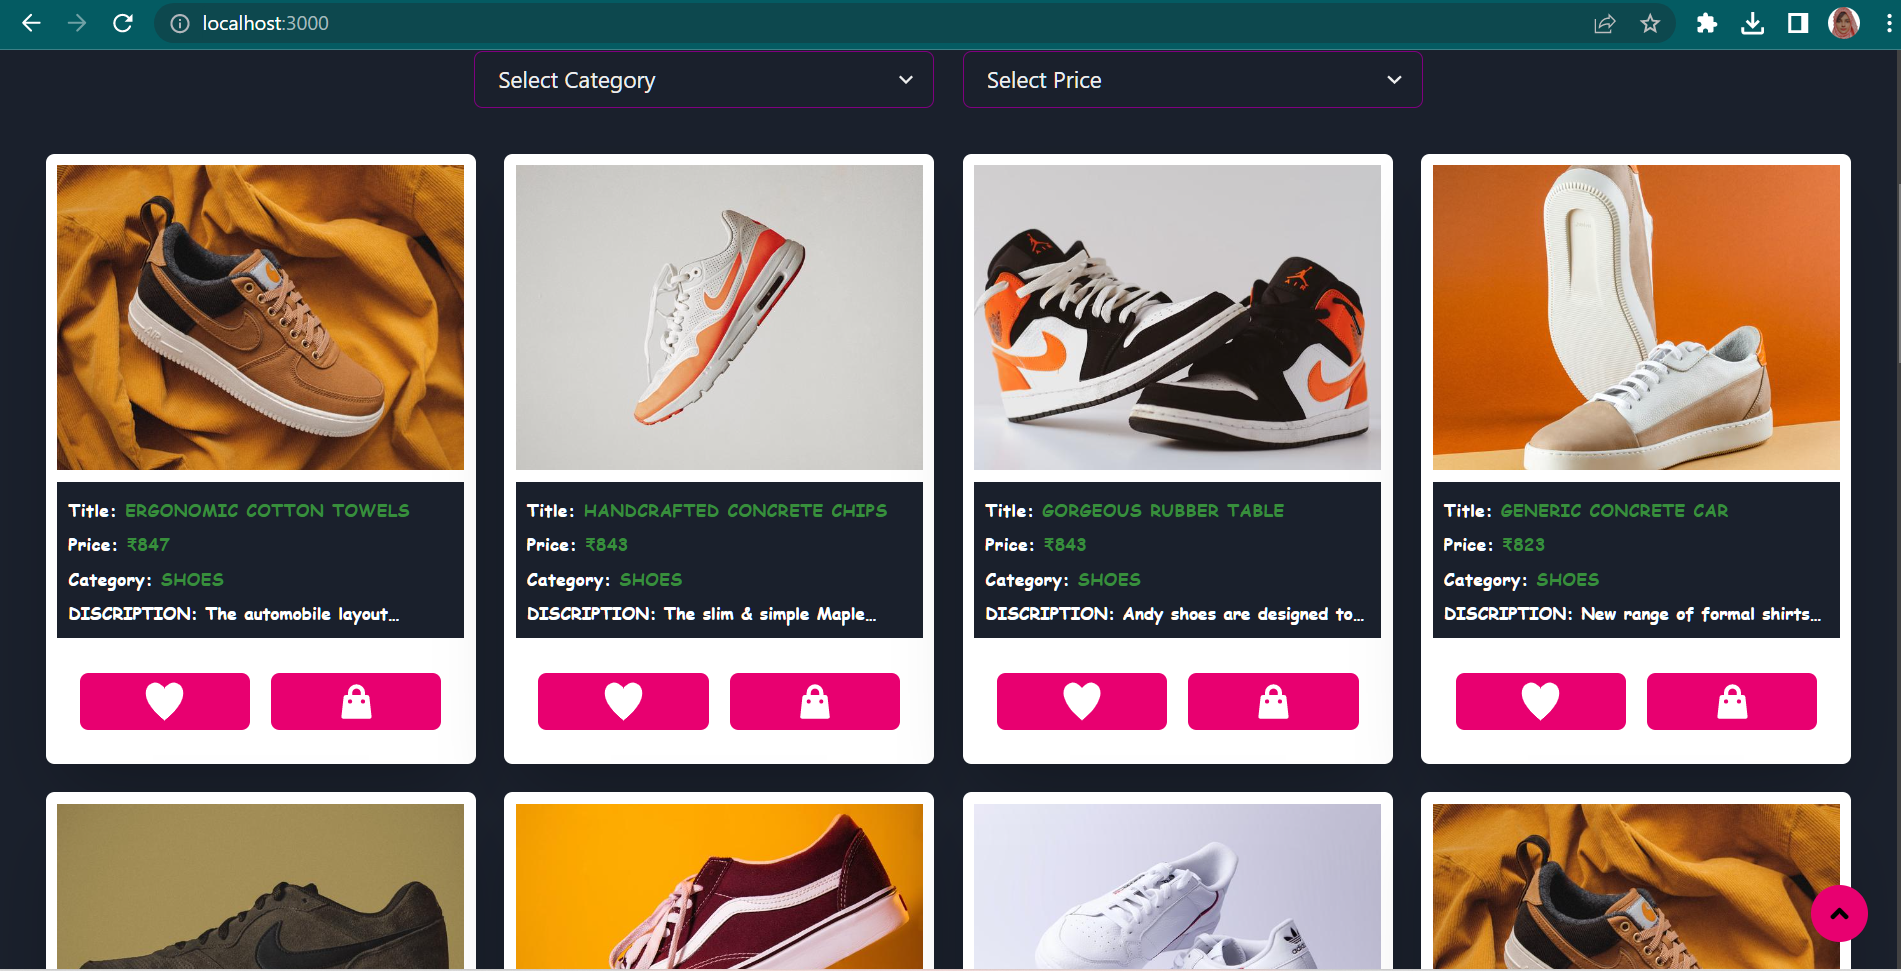 localhost:3000
Select Category
Select Price
Title: ERGONOMIC COTTON TOWELS
Price: ₹847
Category: SHOES
DISCRIPTION: The automobile layout...
Title: HANDCRAFTED CONCRETE CHIPS
Price: ₹843
Category: SHOES
DISCRIPTION: The slim & simple Maple...
Title: GORGEOUS RUBBER TABLE
Price: ₹843
Category: SHOES
DISCRIPTION: Andy shoes are designed to...
Title: GENERIC CONCRETE CAR
Price: ₹823
Category: SHOES
DISCRIPTION: New range of formal shirts...
AIR
adidas